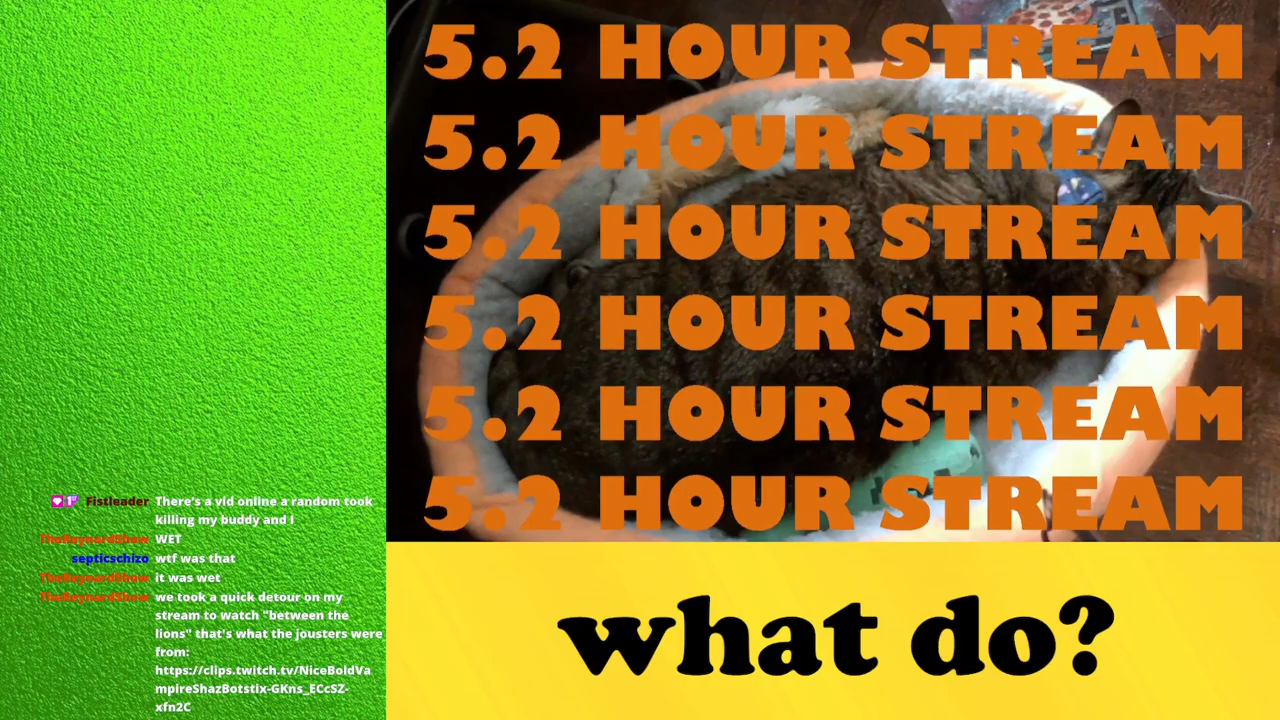 5.2 HOUR STREAM
5.2 HOUR STREAM
5.2 HOUR STREAM
5.2 HOUR STREAM
5.2 HOUR STREAM
5.2 HOUR STREAM
Fistleader There's a vid online a random took
killing my buddy and I
TheReynardShow WET
septicschizo wtf was that
TheReynardShow it was wet
TheReynardShow we took a quick detour on my
stream to watch "between the
lions" that's what the jousters were
from:
https://clips.twitch.tv/NiceBoldVa
mpireShazBotstix-GKns_ECcSZ-
xfn2C
what do?